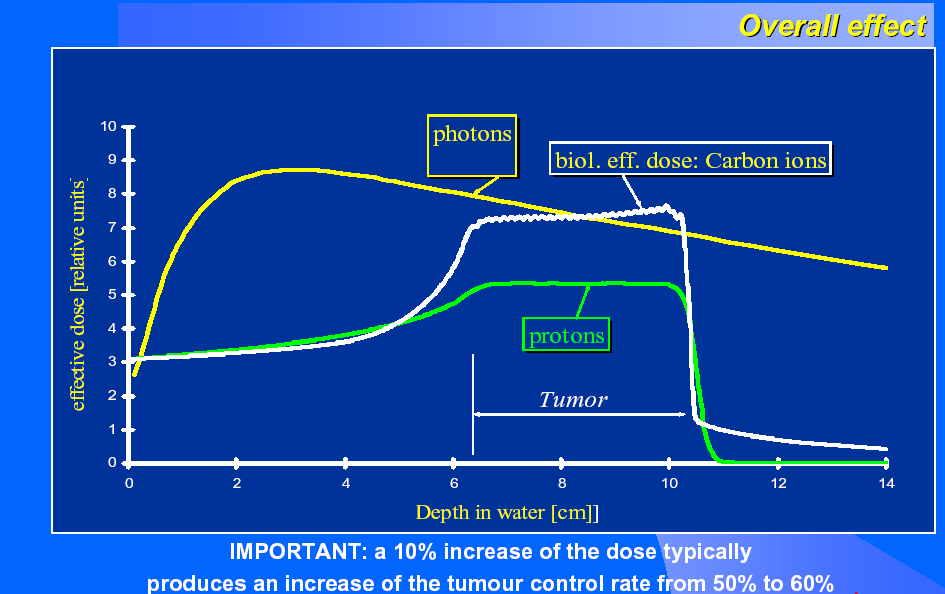 Overall effect
photons
biol. eff. dose: Carbon ions
10
9
8
7
6
5
4
3
2
1
0
effective dose [relative units]
protons
Tumor
0 2 4 6 8 10 12 14
Depth in water [cm]]
IMPORTANT: a 10% increase of the dose typically
produces an increase of the tumour control rate from 50% to 60%